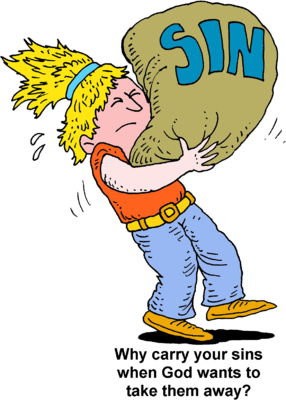 SIN
Why carry your sins
when God wants to
take them away?